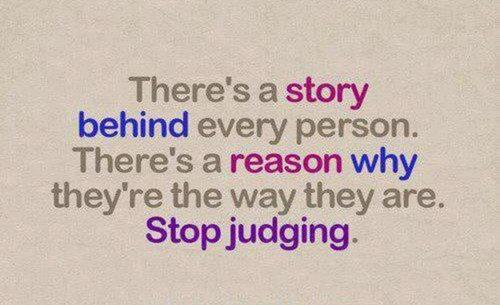 There's a story
behind every person.
There's a reason why
they're the way they are.
Stop judging.